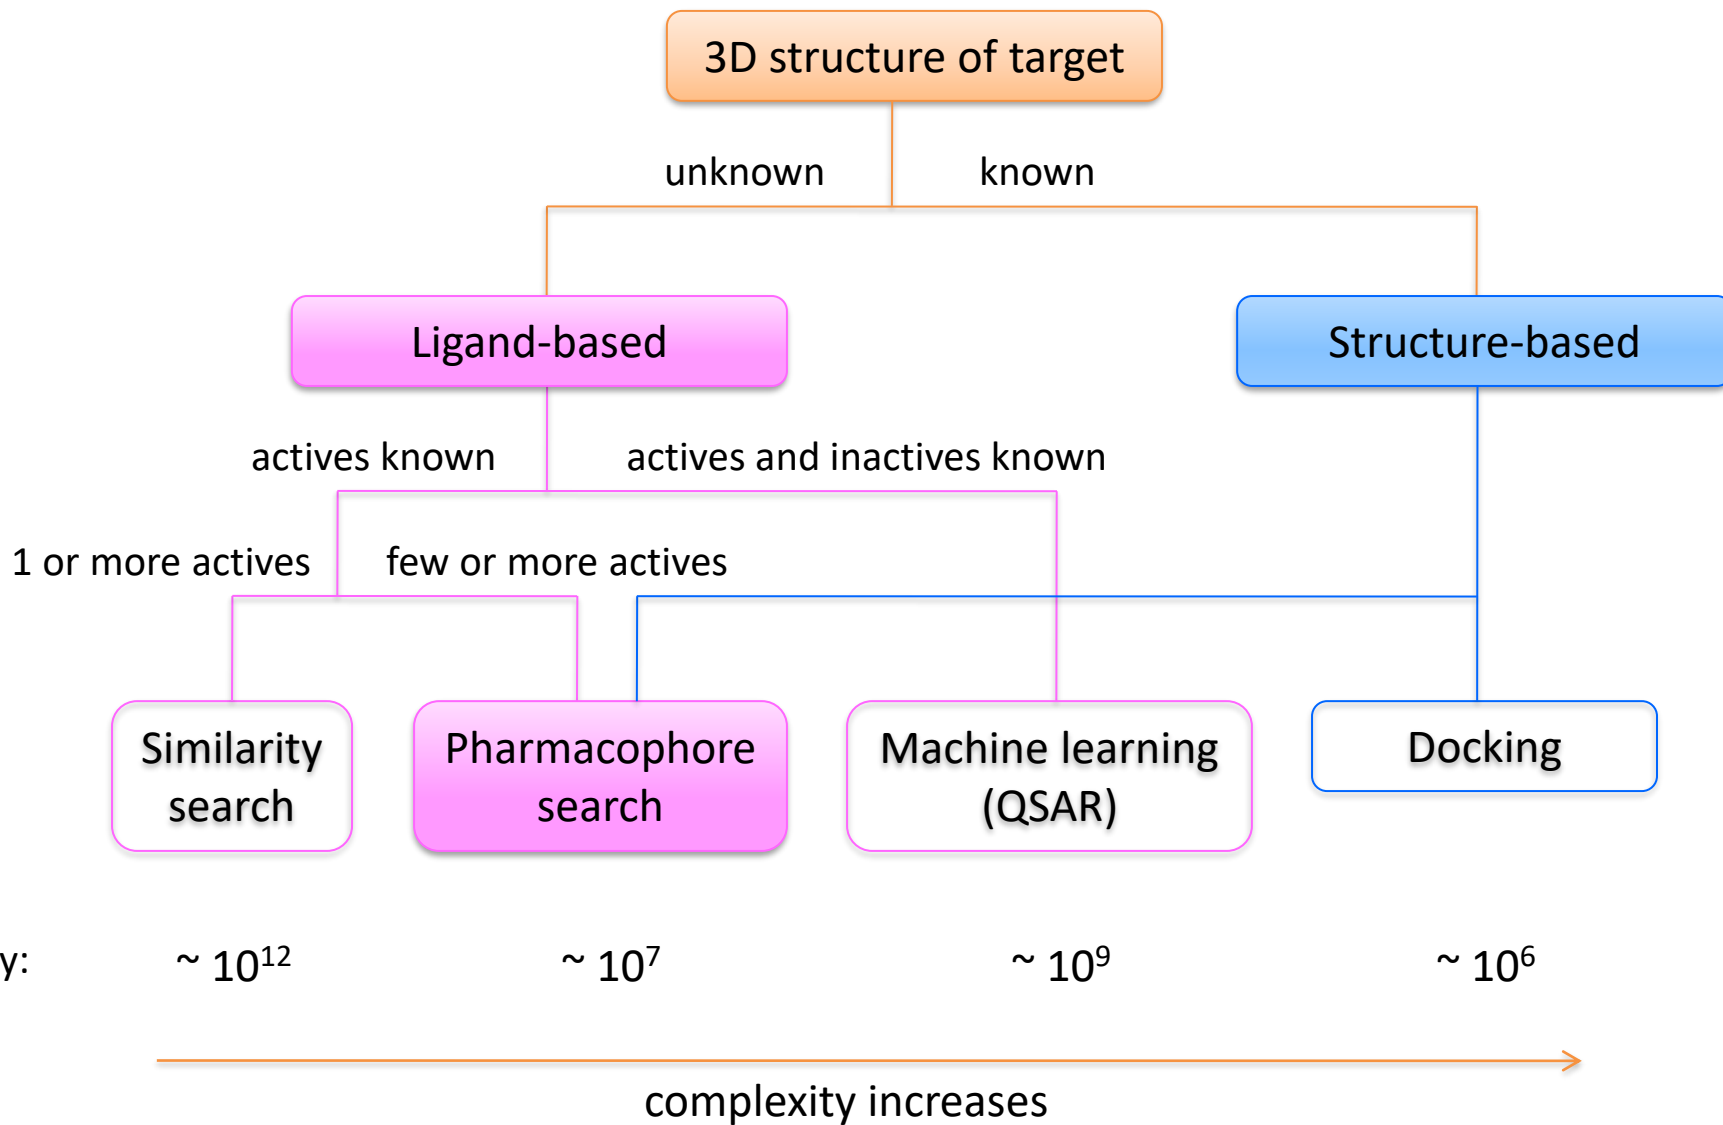 3D structure of target
unknown
known
Ligand-based
Structure-based
actives known
actives and inactives known
1 or more actives
few or more actives
Similarity
search
Pharmacophore
search
Machine learning
(QSAR)
Docking
y:
~ 10¹²
~ 10⁷
~ 10⁹
~ 10⁶
complexity increases